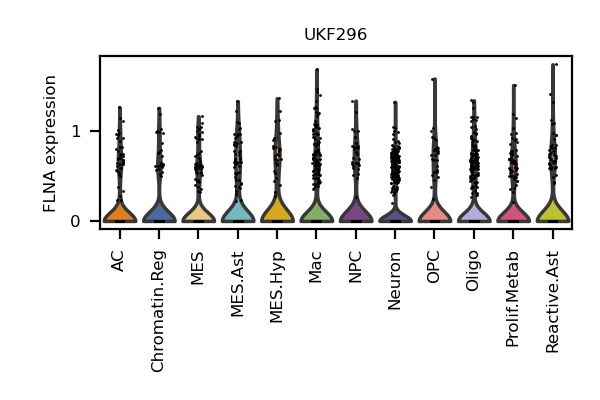 UKF296
FLNA expression
1
0
AC
Chromatin.Reg
MES
MES.Ast
MES.Hyp
Mac
NPC
Neuron
OPC
Oligo
Prolif.Metab
Reactive.Ast